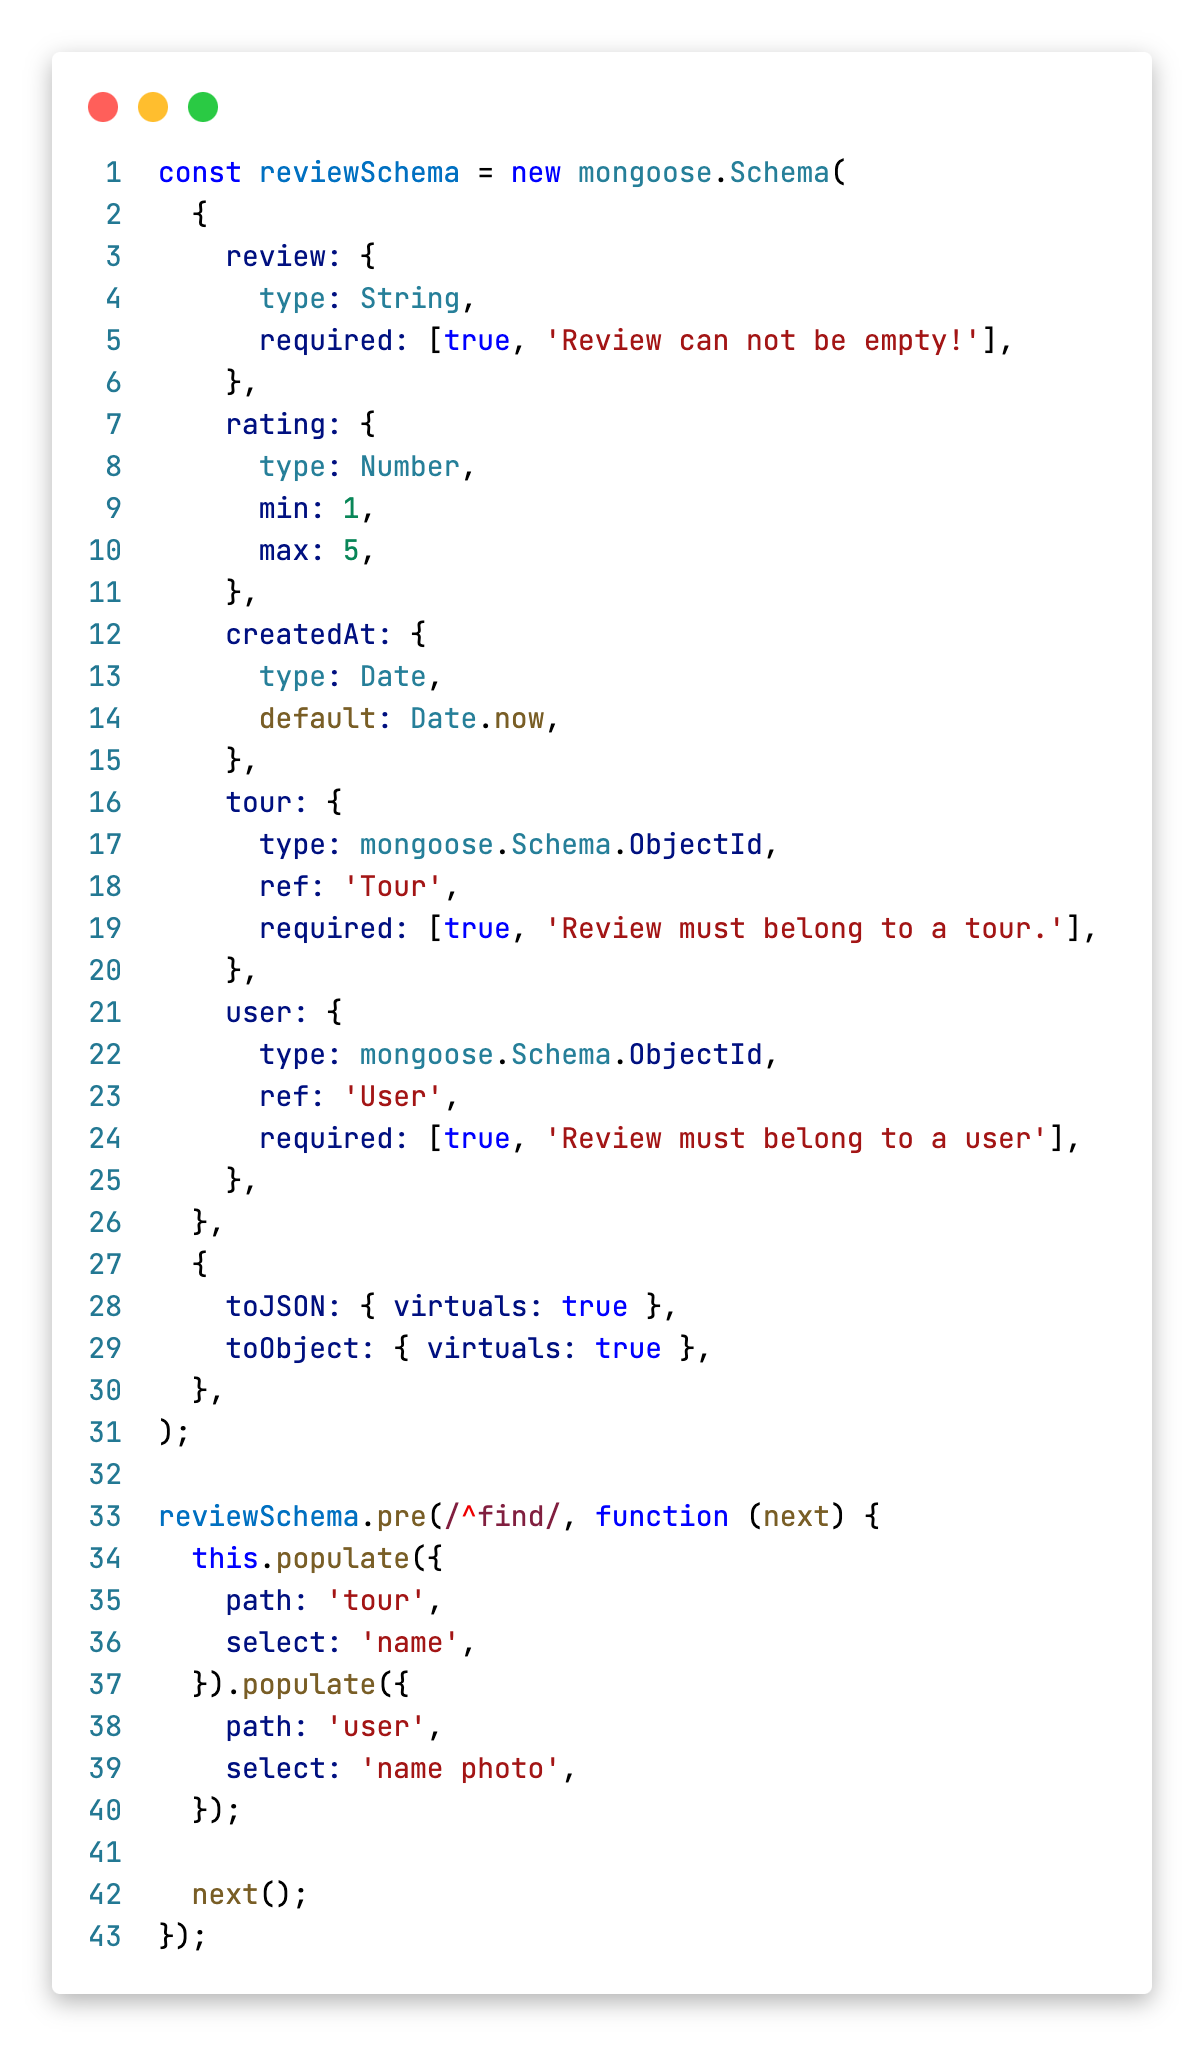 1 const reviewSchema = new mongoose.Schema(
2   {
3     review: {
4       type: String,
5       required: [true, 'Review can not be empty!'],
6     },
7     rating: {
8       type: Number,
9       min: 1,
10       max: 5,
11     },
12     createdAt: {
13       type: Date,
14       default: Date.now,
15     },
16     tour: {
17       type: mongoose.Schema.ObjectId,
18       ref: 'Tour',
19       required: [true, 'Review must belong to a tour.'],
20     },
21     user: {
22       type: mongoose.Schema.ObjectId,
23       ref: 'User',
24       required: [true, 'Review must belong to a user'],
25     },
26   },
27   {
28     toJSON: { virtuals: true },
29     toObject: { virtuals: true },
30   },
31 );
32
33 reviewSchema.pre(/^find/, function (next) {
34   this.populate({
35     path: 'tour',
36     select: 'name',
37   }).populate({
38     path: 'user',
39     select: 'name photo',
40   });
41
42   next();
43 });